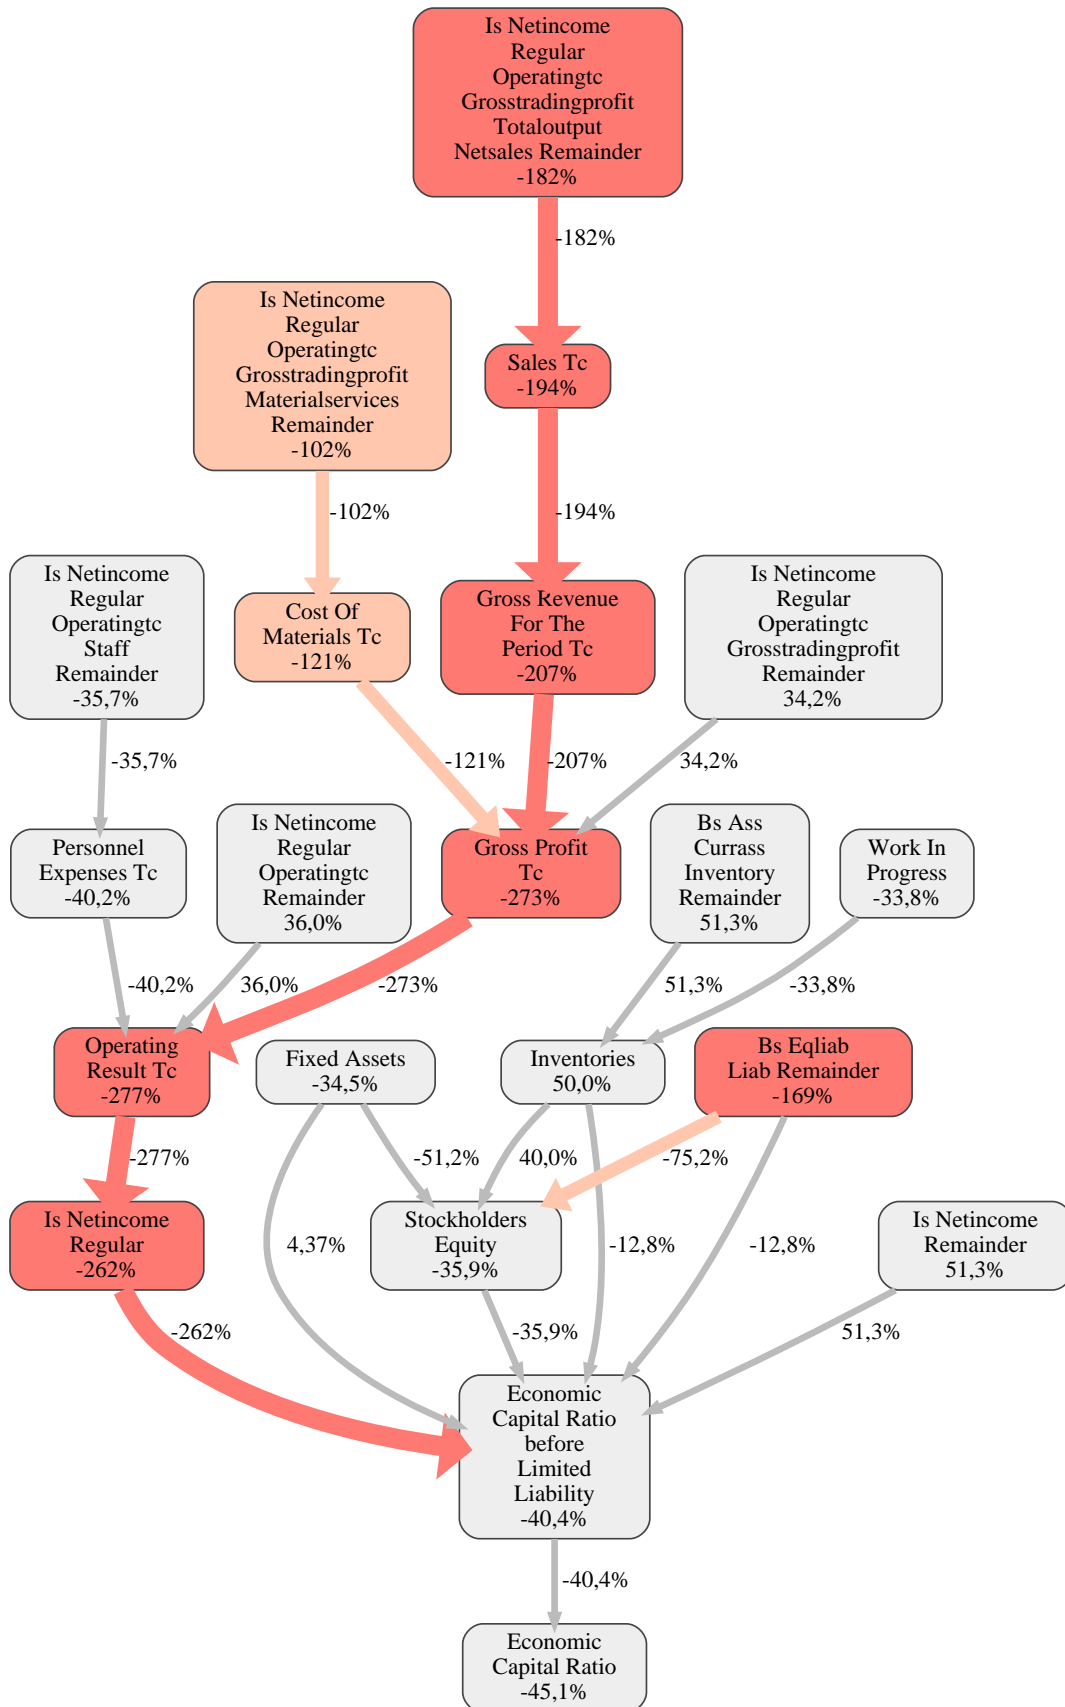 Is Netincome
Regular
Operatingtc
Grosstradingprofit
Totaloutput
Netsales Remainder
-182%
-182%
Is Netincome
Regular
Operatingtc
Grosstradingprofit
Materialservices
Remainder
-102%
Sales Tc
-194%
-102%
-194%
Is Netincome
Regular
Operatingtc
Staff
Remainder
-35,7%
Cost Of
Materials Tc
-121%
Gross Revenue
For The
Period Tc
-207%
Is Netincome
Regular
Operatingtc
Grosstradingprofit
Remainder
34,2%
-35,7%
-121%
-207%
34,2%
Personnel
Expenses Tc
-40,2%
Is Netincome
Regular
Operatingtc
Remainder
36,0%
Gross Profit
Tc
-273%
Bs Ass
Currass
Inventory
Remainder
51,3%
Work In
Progress
-33,8%
-40,2%
36,0%
-273%
51,3%
-33,8%
Operating
Result Tc
-277%
Fixed Assets
-34,5%
Inventories
50,0%
Bs Eqliab
Liab Remainder
-169%
-277%
-51,2%
40,0%
-75,2%
Is Netincome
Regular
-262%
4,37%
Stockholders
Equity
-35,9%
-12,8%
-12,8%
Is Netincome
Remainder
51,3%
-262%
-35,9%
51,3%
Economic
Capital Ratio
before
Limited
Liability
-40,4%
-40,4%
Economic
Capital Ratio
-45,1%